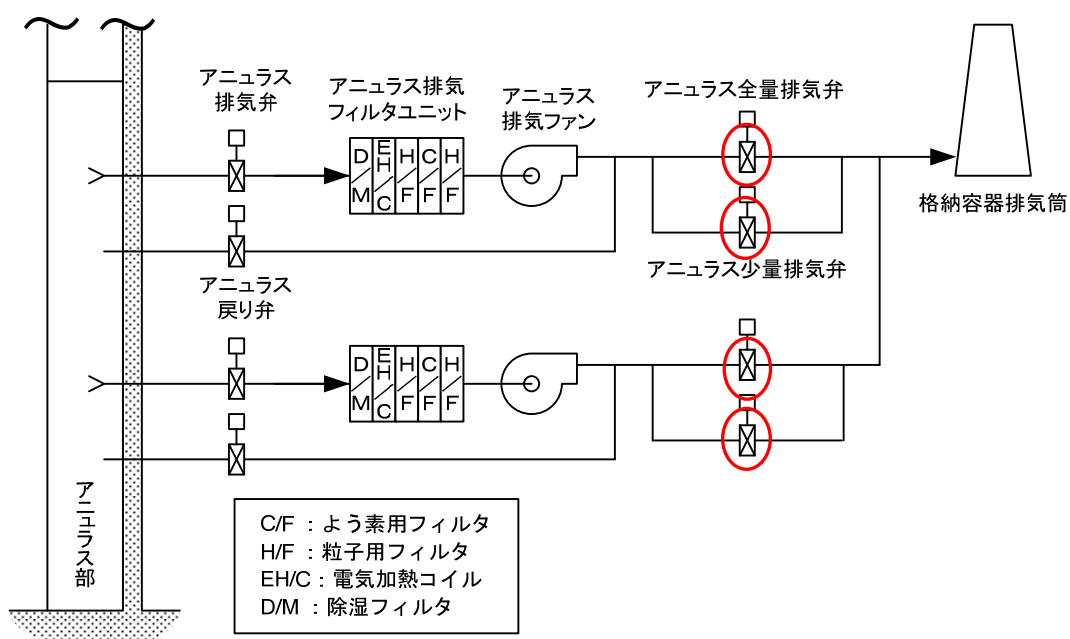 アニュラス
排気弁
アニュラス排気
フィルタユニット
アニュラス
排気ファン
アニュラス全量排気弁
D/M
EH/C
H/F
C/F
H/F
格納容器排気筒
アニュラス少量排気弁
アニュラス
戻り弁
D/M
EH/C
H/F
C/F
H/F
アニュラス部
C/F：よう素用フィルタ
H/F：粒子用フィルタ
EH/C：電気加熱コイル
D/M：除湿フィルタ